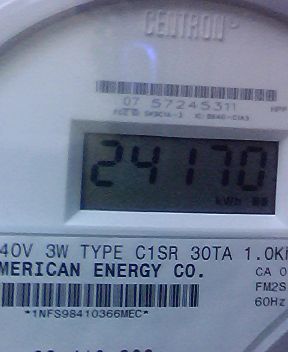 CENTRON
07 57245311
24170
kWh
40V 3W TYPE C1SR 30TA 1.0K
MERICAN ENERGY CO.
CA 0
FM2S
60Hz
*1NFS98410366MEC*